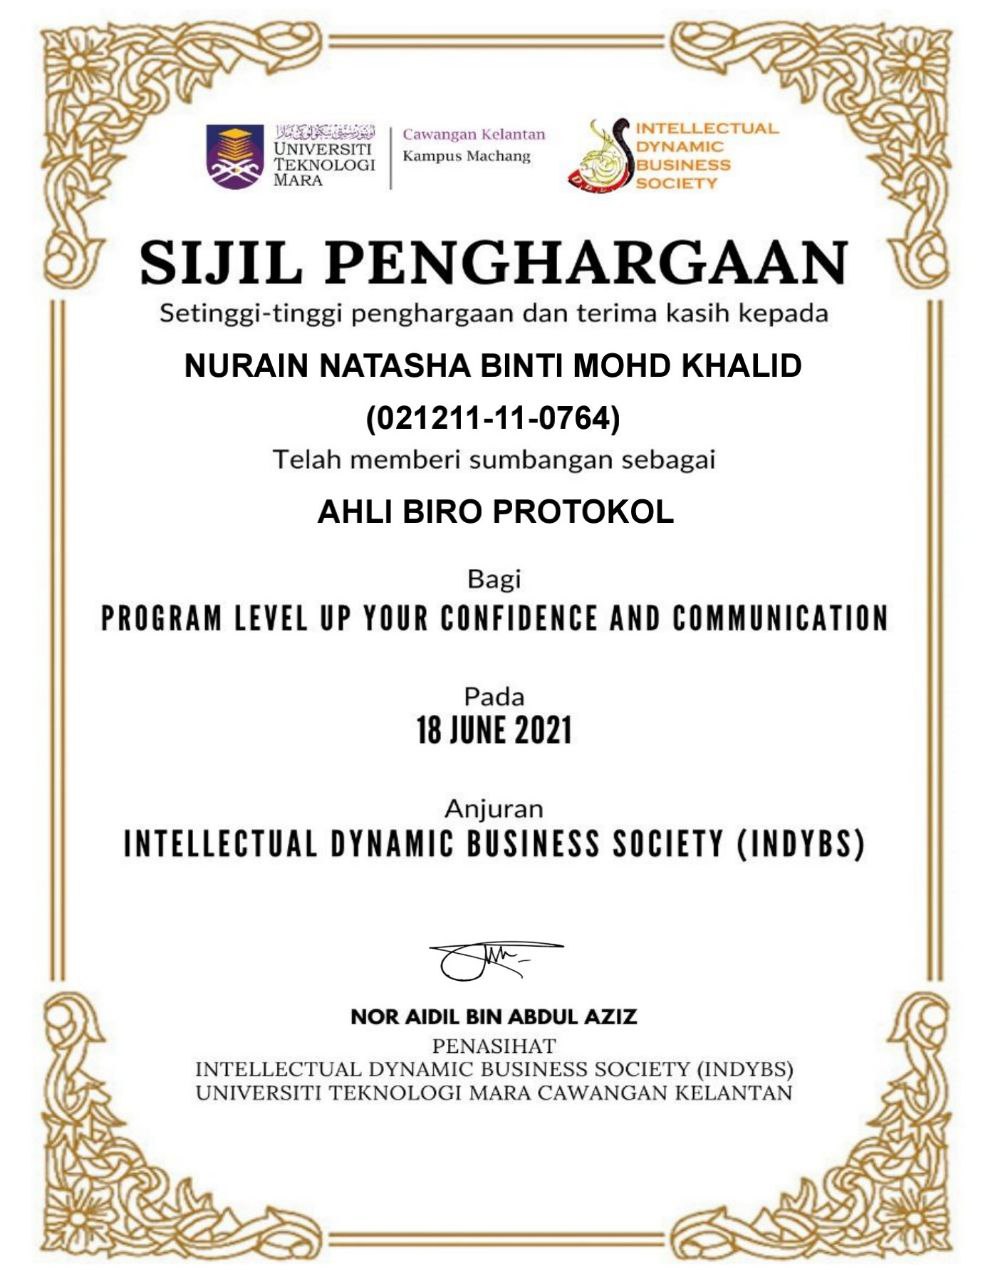 UNIVERSITI
TEKNOLOGI
MARA
Cawangan Kelantan
Kampus Machang
INTELLECTUAL
DYNAMIC
BUSINESS
SOCIETY
SIJIL PENGHARGAAN
Setinggi-tinggi penghargaan dan terima kasih kepada
NURAIN NATASHA BINTI MOHD KHALID
(021211-11-0764)
Telah memberi sumbangan sebagai
AHLI BIRO PROTOKOL
Bagi
PROGRAM LEVEL UP YOUR CONFIDENCE AND COMMUNICATION
Pada
18 JUNE 2021
Anjuran
INTELLECTUAL DYNAMIC BUSINESS SOCIETY (INDYBS)
NOR AIDIL BIN ABDUL AZIZ
PENASIHAT
INTELLECTUAL DYNAMIC BUSINESS SOCIETY (INDYBS)
UNIVERSITI TEKNOLOGI MARA CAWANGAN KELANTAN